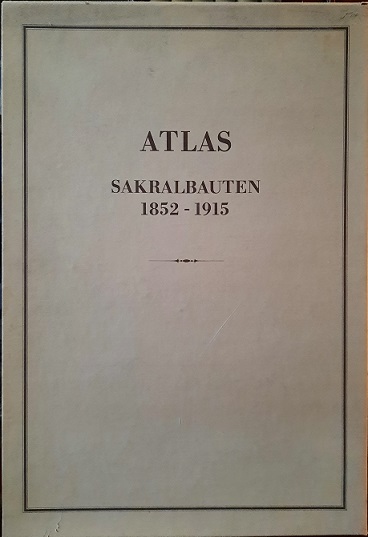 ATLAS
SAKRALBAUTEN
1852 - 1915